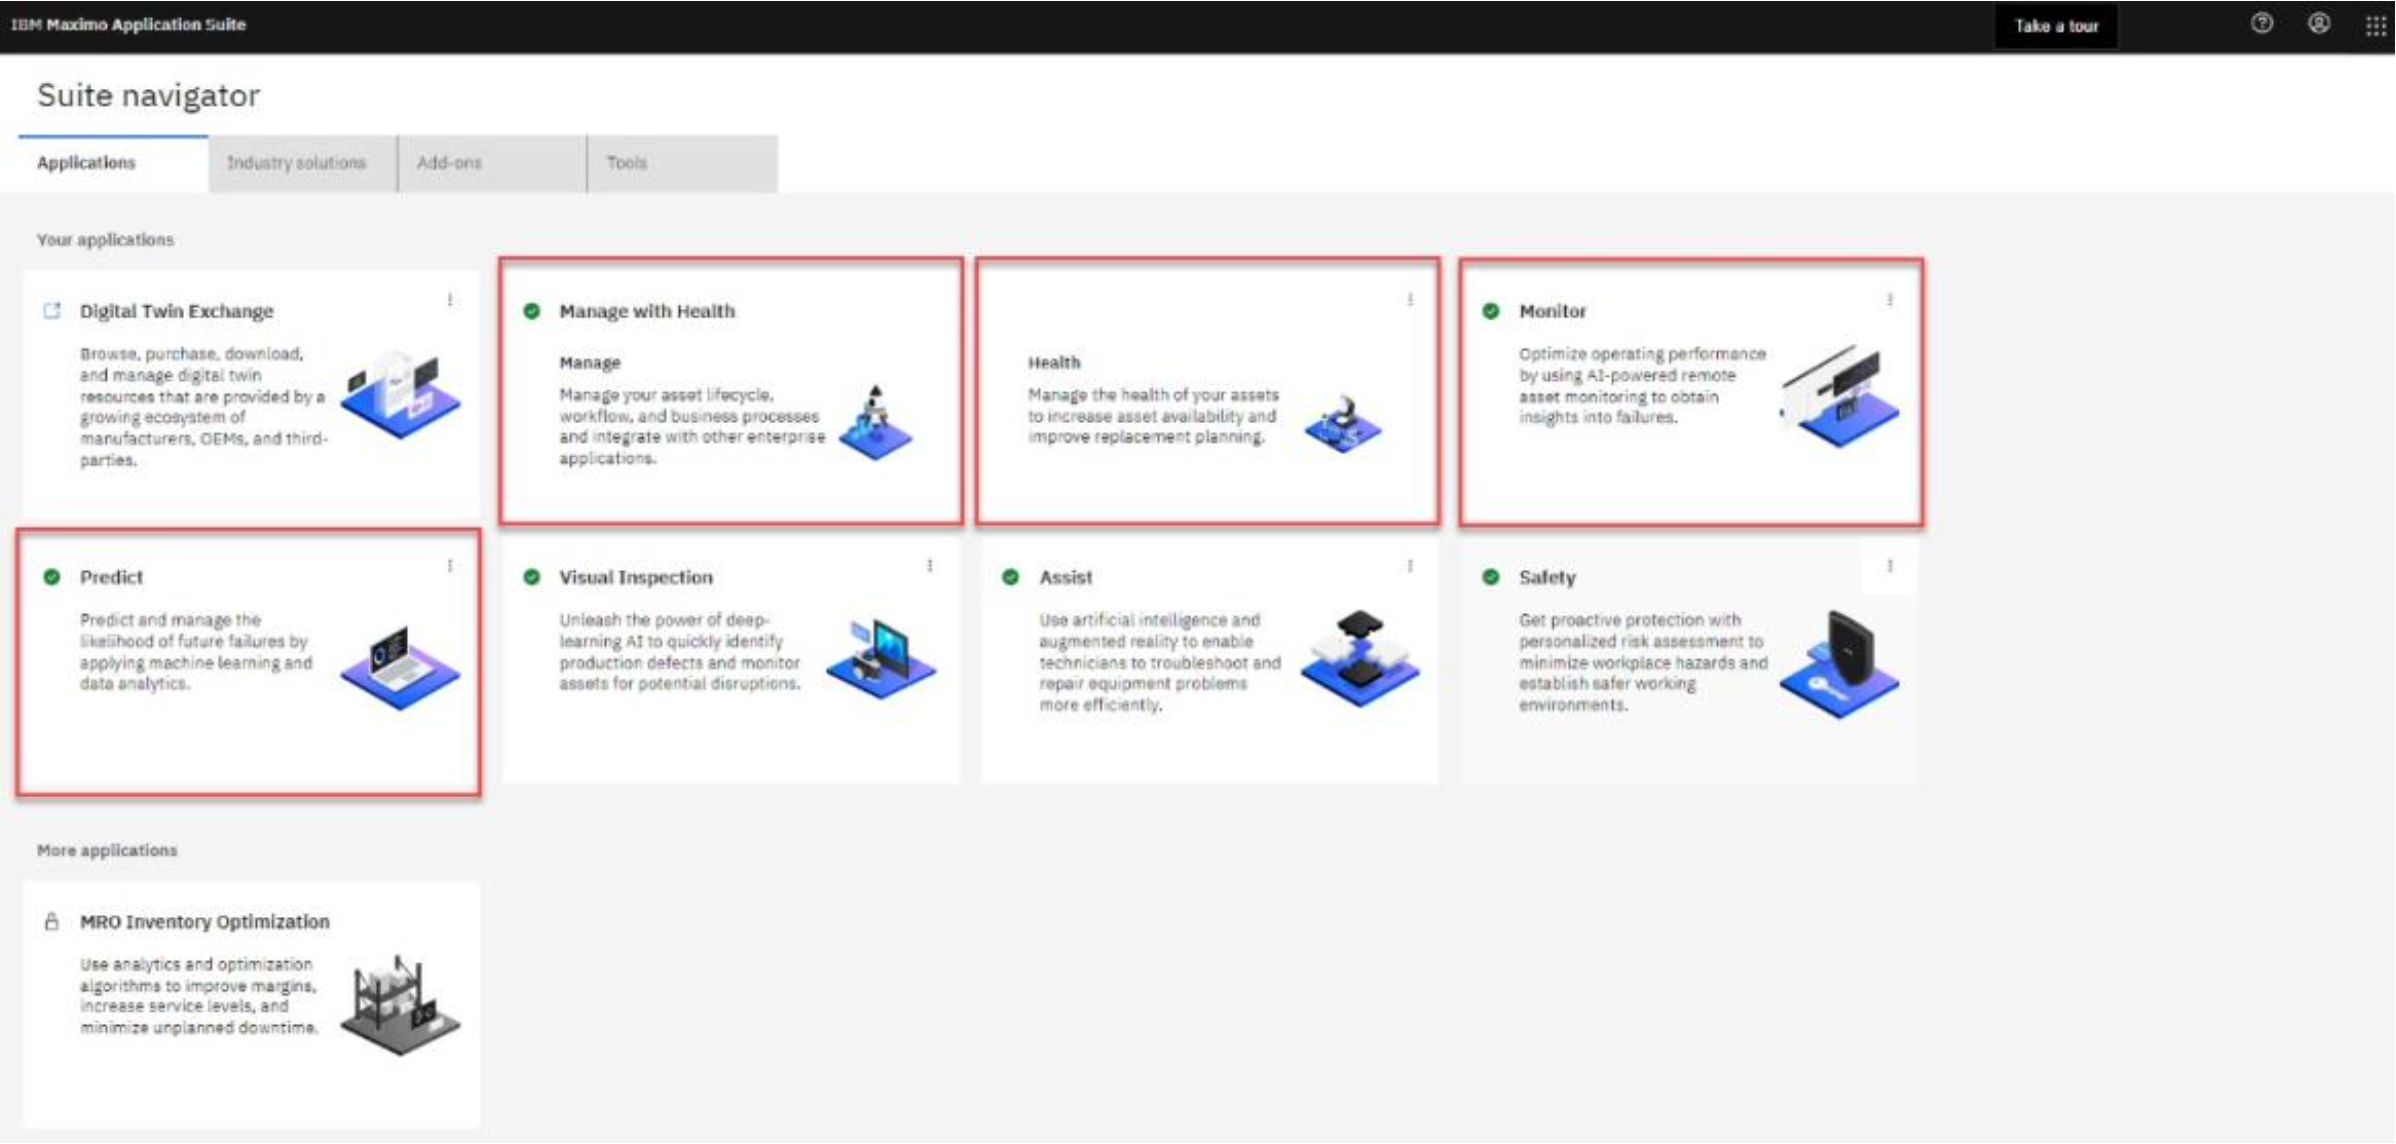 IBM Maximo Application Suite
Take a tour
Suite navigator
Applications
Industry solutions
Add-ons
Tools
Your applications
Digital Twin Exchange
Browse, purchase, download,
and manage digital twin
resources that are provided by a
growing ecosystem of
manufacturers, OEMs, and third-
parties.
Manage with Health
Manage
Manage your asset lifecycle,
workflow, and business processes
and integrate with other enterprise
applications.
Health
Manage the health of your assets
to increase asset availability and
improve replacement planning.
Monitor
Optimize operating performance
by using AI-powered remote
asset monitoring to obtain
insights into failures.
Predict
Predict and manage the
likelihood of future failures by
applying machine learning and
data analytics.
Visual Inspection
Unleash the power of deep-
learning AI to quickly identify
production defects and monitor
assets for potential disruptions.
Assist
Use artificial intelligence and
augmented reality to enable
technicians to troubleshoot and
repair equipment problems
more efficiently.
Safety
Get proactive protection with
personalized risk assessment to
minimize workplace hazards and
establish safer working
environments.
More applications
MRO Inventory Optimization
Use analytics and optimization
algorithms to improve margins,
increase service levels, and
minimize unplanned downtime.